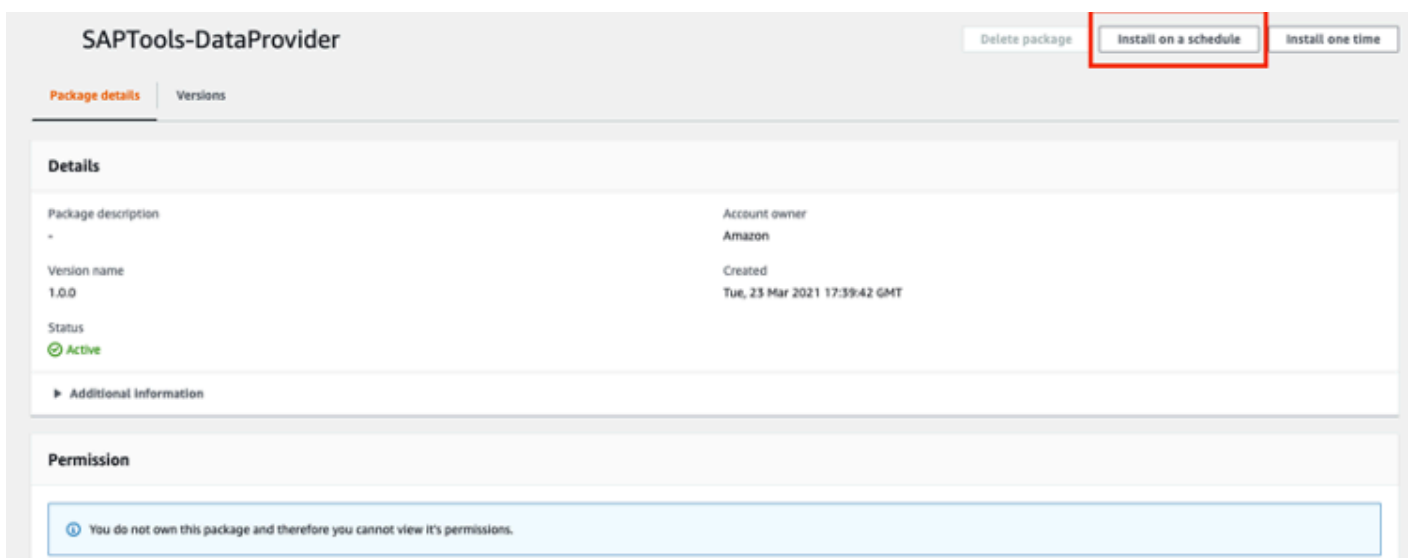 SAPTools-DataProvider
Delete package
Install on a schedule
Install one time
Package details
Versions
Details
Package description
-
Account owner
Amazon
Version name
1.0.0
Created
Tue, 23 Mar 2021 17:39:42 GMT
Status
Active
Additional information
Permission
You do not own this package and therefore you cannot view it's permissions.